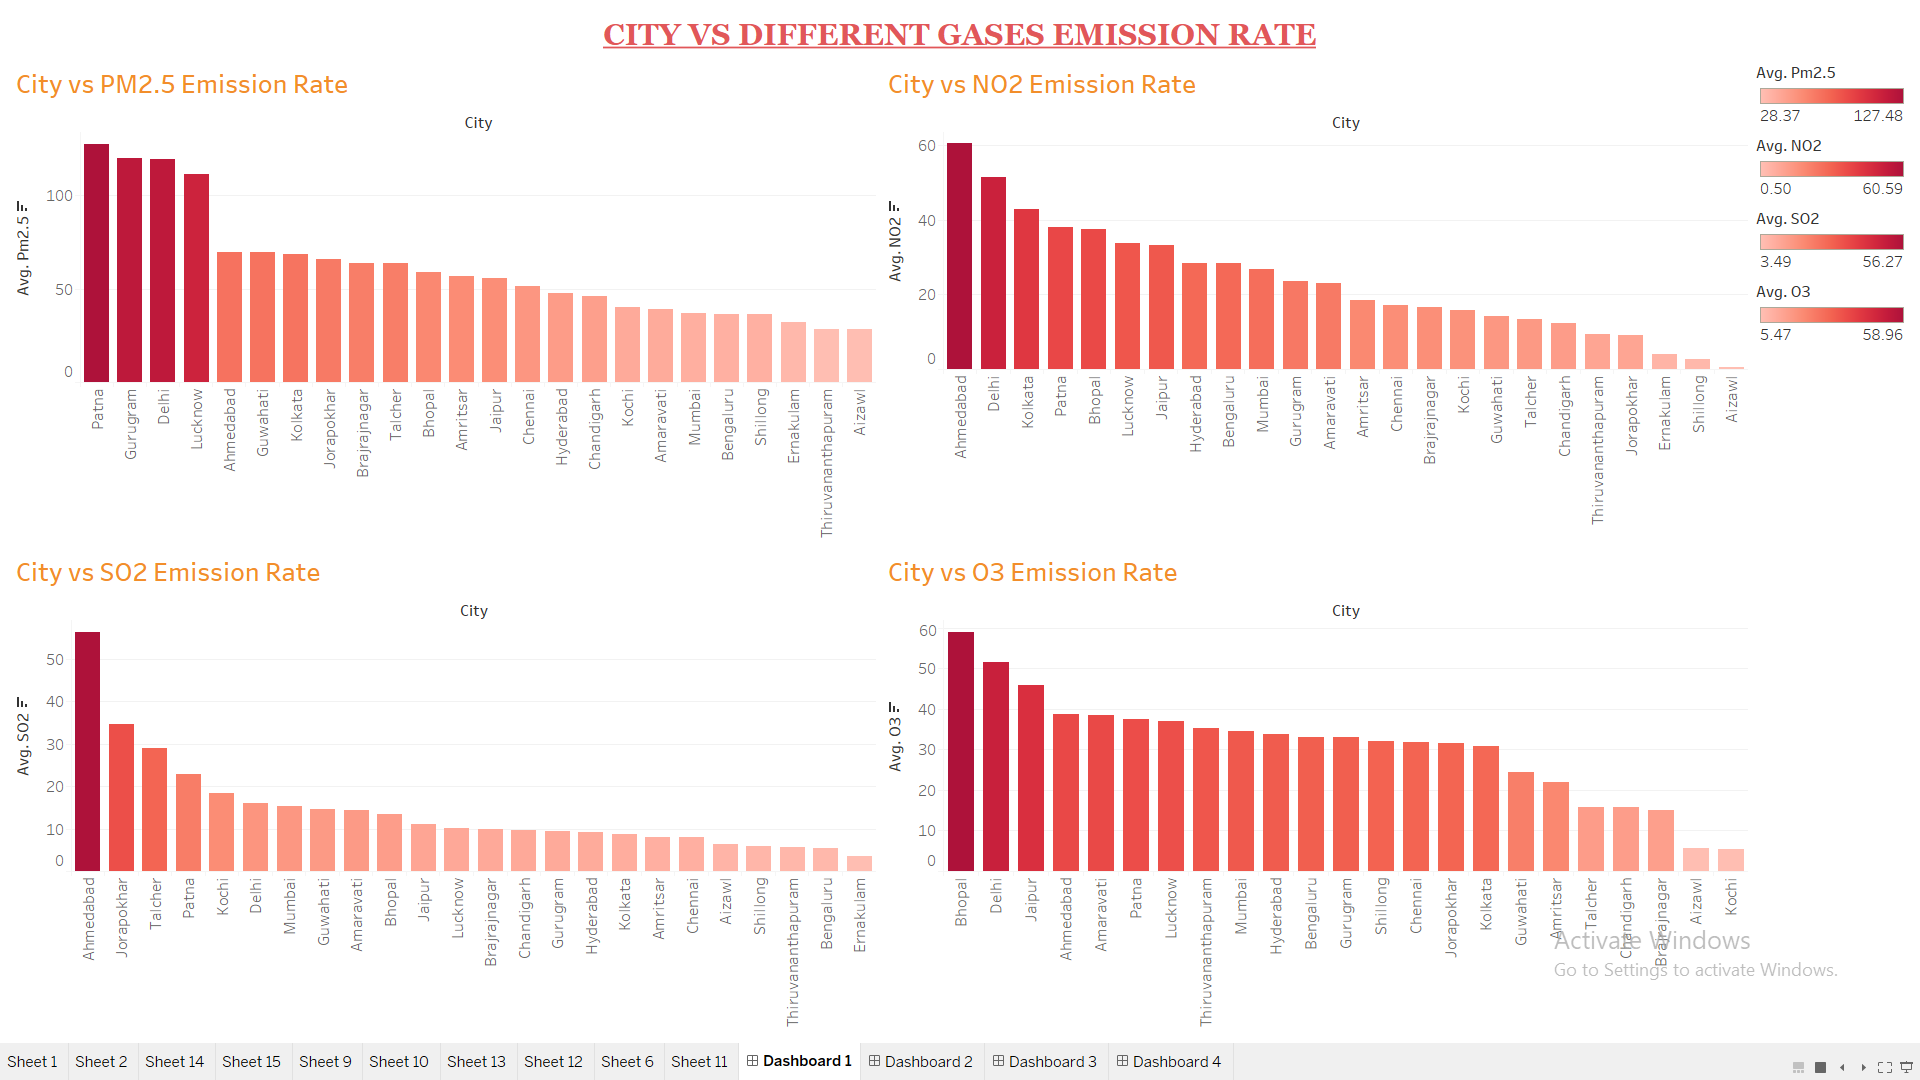 CITY VS DIFFERENT GASES EMISSION RATE
City vs PM2.5 Emission Rate
City
Avg. Pm2.5
100
50
0
Patna
Gurugram
Delhi
Lucknow
Ahmedabad
Guwahati
Kolkata
Jorapokhar
Brajrajnagar
Talcher
Bhopal
Amritsar
Jaipur
Chennai
Hyderabad
Chandigarh
Kochi
Amaravati
Mumbai
Bengaluru
Shillong
Ernakulam
Thiruvananthapuram
Aizawl
City vs NO2 Emission Rate
City
Avg. NO2
60
40
20
0
Ahmedabad
Delhi
Kolkata
Patna
Bhopal
Lucknow
Jaipur
Hyderabad
Bengaluru
Mumbai
Gurugram
Amaravati
Amritsar
Chennai
Brajrajnagar
Kochi
Guwahati
Talcher
Chandigarh
Thiruvananthapuram
Jorapokhar
Ernakulam
Shillong
Aizawl
Avg. Pm2.5
28.37 127.48
Avg. NO2
0.50 60.59
Avg. SO2
3.49 56.27
Avg. O3
5.47 58.96
City vs SO2 Emission Rate
City
Avg. SO2
50
40
30
20
10
0
Ahmedabad
Jorapokhar
Talcher
Patna
Kochi
Delhi
Mumbai
Guwahati
Amaravati
Bhopal
Jaipur
Lucknow
Brajrajnagar
Chandigarh
Gurugram
Hyderabad
Kolkata
Amritsar
Chennai
Aizawl
Shillong
Thiruvananthapuram
Bengaluru
Ernakulam
City vs O3 Emission Rate
City
Avg. O3
60
50
40
30
20
10
0
Bhopal
Delhi
Jaipur
Ahmedabad
Amaravati
Patna
Lucknow
Thiruvananthapuram
Mumbai
Hyderabad
Bengaluru
Gurugram
Shillong
Chennai
Jorapokhar
Kolkata
Guwahati
Amritsar
Talcher
Chandigarh
Brajrajnagar
Aizawl
Kochi
Activate Windows
Go to Settings to activate Windows.
Sheet 1 Sheet 2 Sheet 14 Sheet 15 Sheet 9 Sheet 10 Sheet 13 Sheet 12 Sheet 6 Sheet 11 Dashboard 1 Dashboard 2 Dashboard 3 Dashboard 4